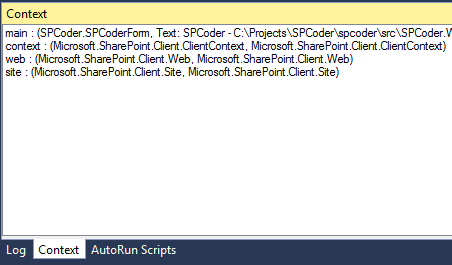 Context
main : (SPCoder.SPCoderForm, Text: SPCoder - C:\Projects\SPCoder\spcoder\src\SPCoder.W
context : (Microsoft.SharePoint.Client.ClientContext, Microsoft.SharePoint.Client.ClientContext)
web : (Microsoft.SharePoint.Client.Web, Microsoft.SharePoint.Client.Web)
site : (Microsoft.SharePoint.Client.Site, Microsoft.SharePoint.Client.Site)
Log Context AutoRun Scripts